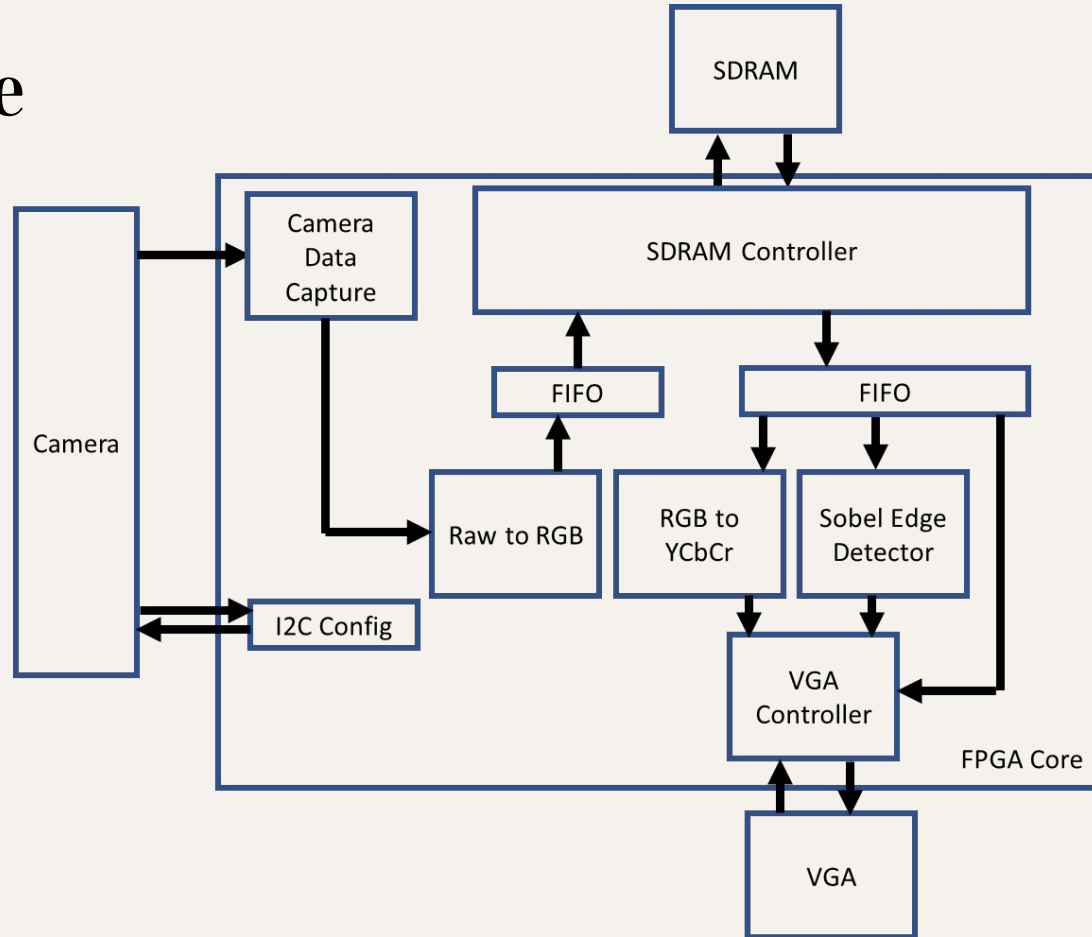 e
SDRAM
Camera
Data
Capture
SDRAM Controller
FIFO
FIFO
Camera
Raw to RGB
RGB to
YCbCr
Sobel Edge
Detector
I2C Config
VGA
Controller
FPGA Core
VGA